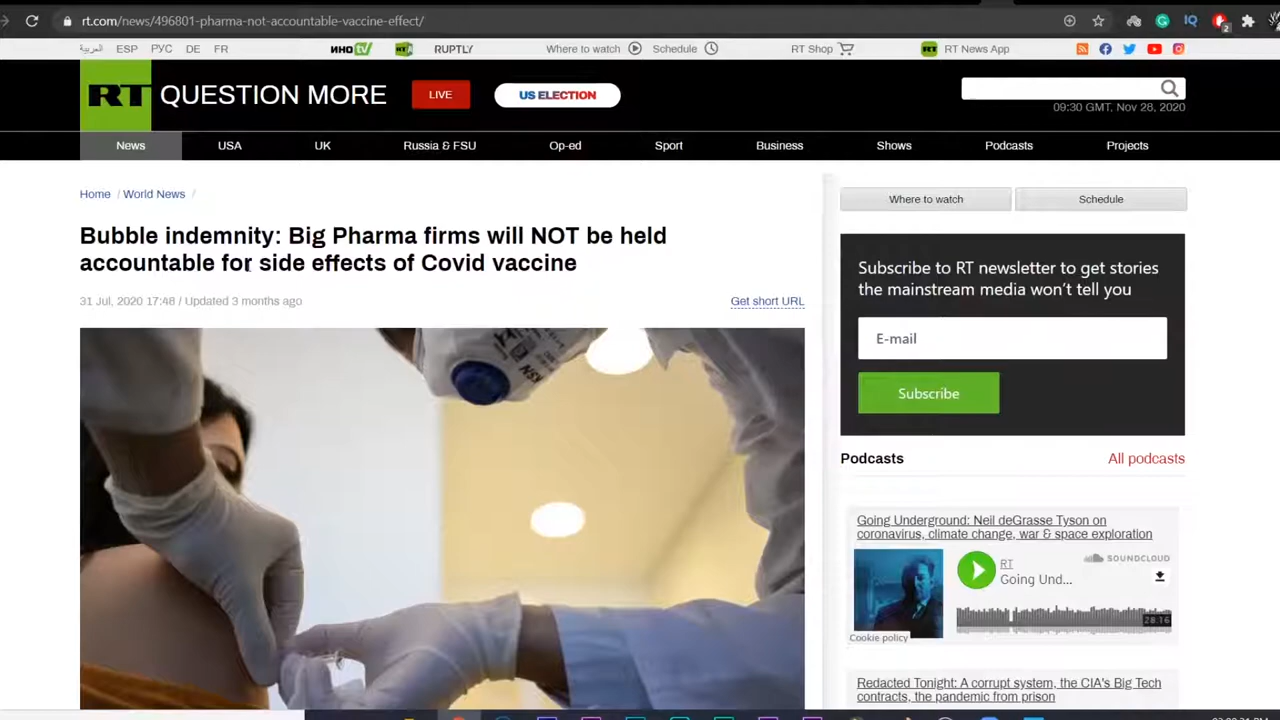 rt.com/news/496801-pharma-not-accountable-vaccine-effect/
العربية ESP РУС DE FR ИНО tv RT RUPTLY Where to watch Schedule RT Shop RT News App
RT QUESTION MORE LIVE US ELECTION
09:30 GMT, Nov 28, 2020
News USA UK Russia & FSU Op-ed Sport Business Shows Podcasts Projects
Home / World News /
Where to watch Schedule
Bubble indemnity: Big Pharma firms will NOT be held
accountable for side effects of Covid vaccine
31 Jul, 2020 17:48 / Updated 3 months ago
Get short URL
Subscribe to RT newsletter to get stories
the mainstream media won't tell you
E-mail
Subscribe
Podcasts All podcasts
Going Underground: Neil deGrasse Tyson on
coronavirus, climate change, war & space exploration
SOUNDCLOUD
RT
Going Und...
28:16
Cookie policy
Redacted Tonight: A corrupt system, the CIA's Big Tech
contracts, the pandemic from prison